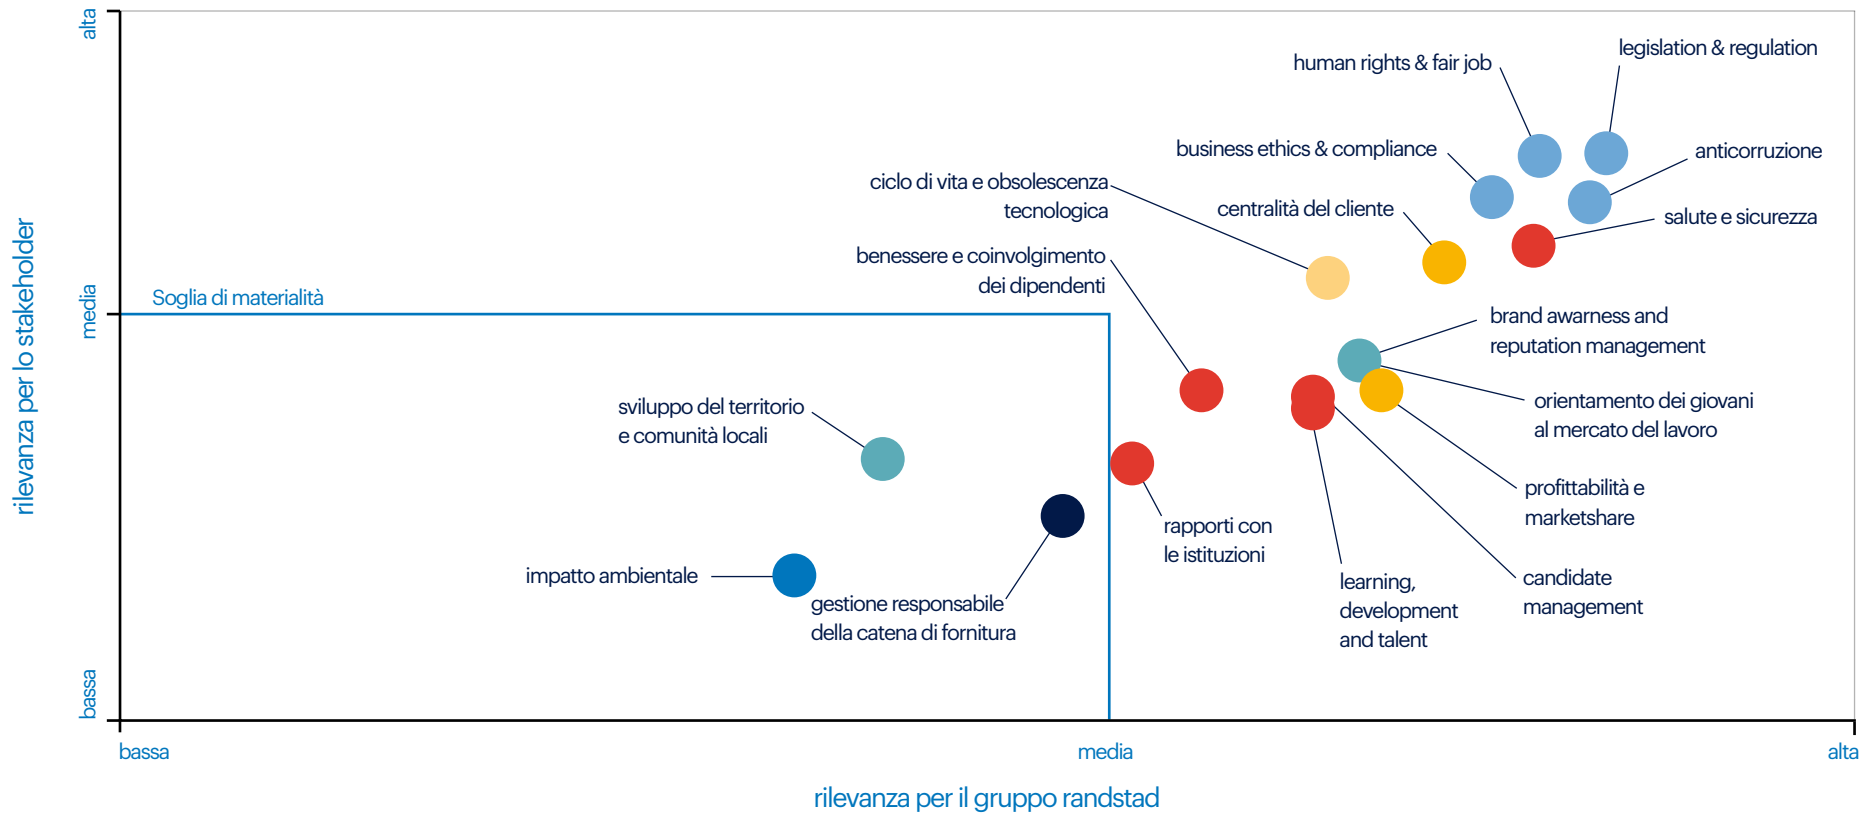 alta
legislation & regulation
human rights & fair job
business ethics & compliance
anticorruzione
ciclo di vita e obsolescenza
tecnologica
centralità del cliente
salute e sicurezza
benessere e coinvolgimento
dei dipendenti
rilevanza per lo stakeholder
media
Soglia di materialità
brand awarness and
reputation management
orientamento dei giovani
al mercato del lavoro
sviluppo del territorio
e comunità locali
profittabilità e
marketshare
rapporti con
le istituzioni
impatto ambientale
gestione responsabile
della catena di fornitura
learning,
development
and talent
candidate
management
bassa
bassa
media
alta
rilevanza per il gruppo randstad